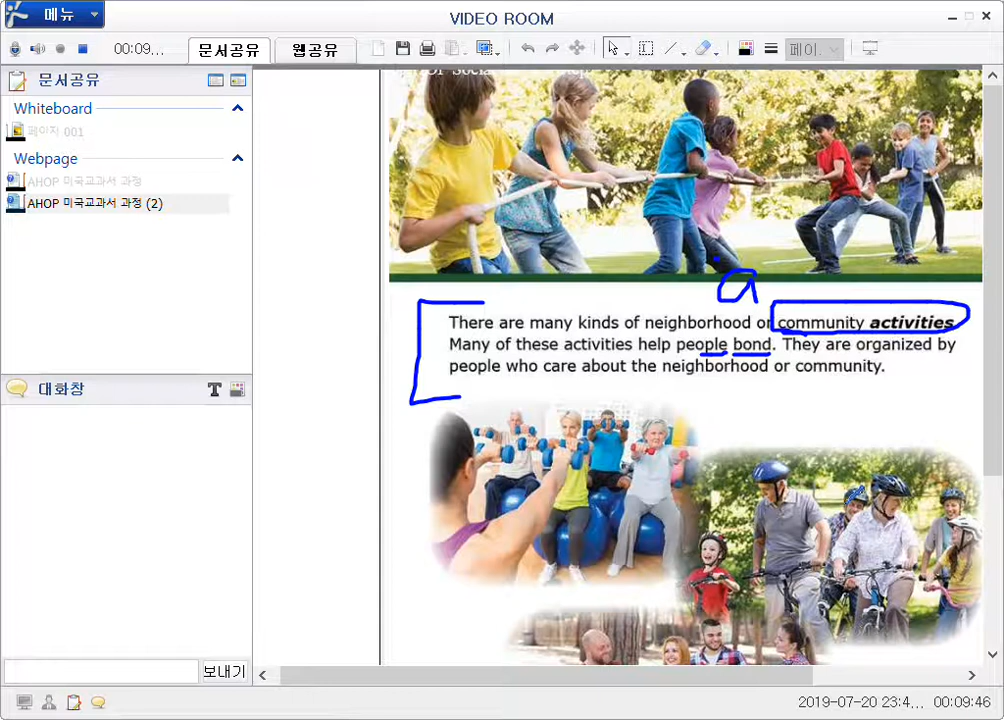 메뉴
VIDEO ROOM
00:09...
문서공유
웹공유
페이.
문서공유
Whiteboard
페이지 001
Webpage
AHOP 미국교과서 과정
AHOP 미국교과서 과정 (2)
a
There are many kinds of neighborhood or community activities
Many of these activities help people bond. They are organized by
people who care about the neighborhood or community.
대화창
T
보내기
2019-07-20 23:4...
00:09:46